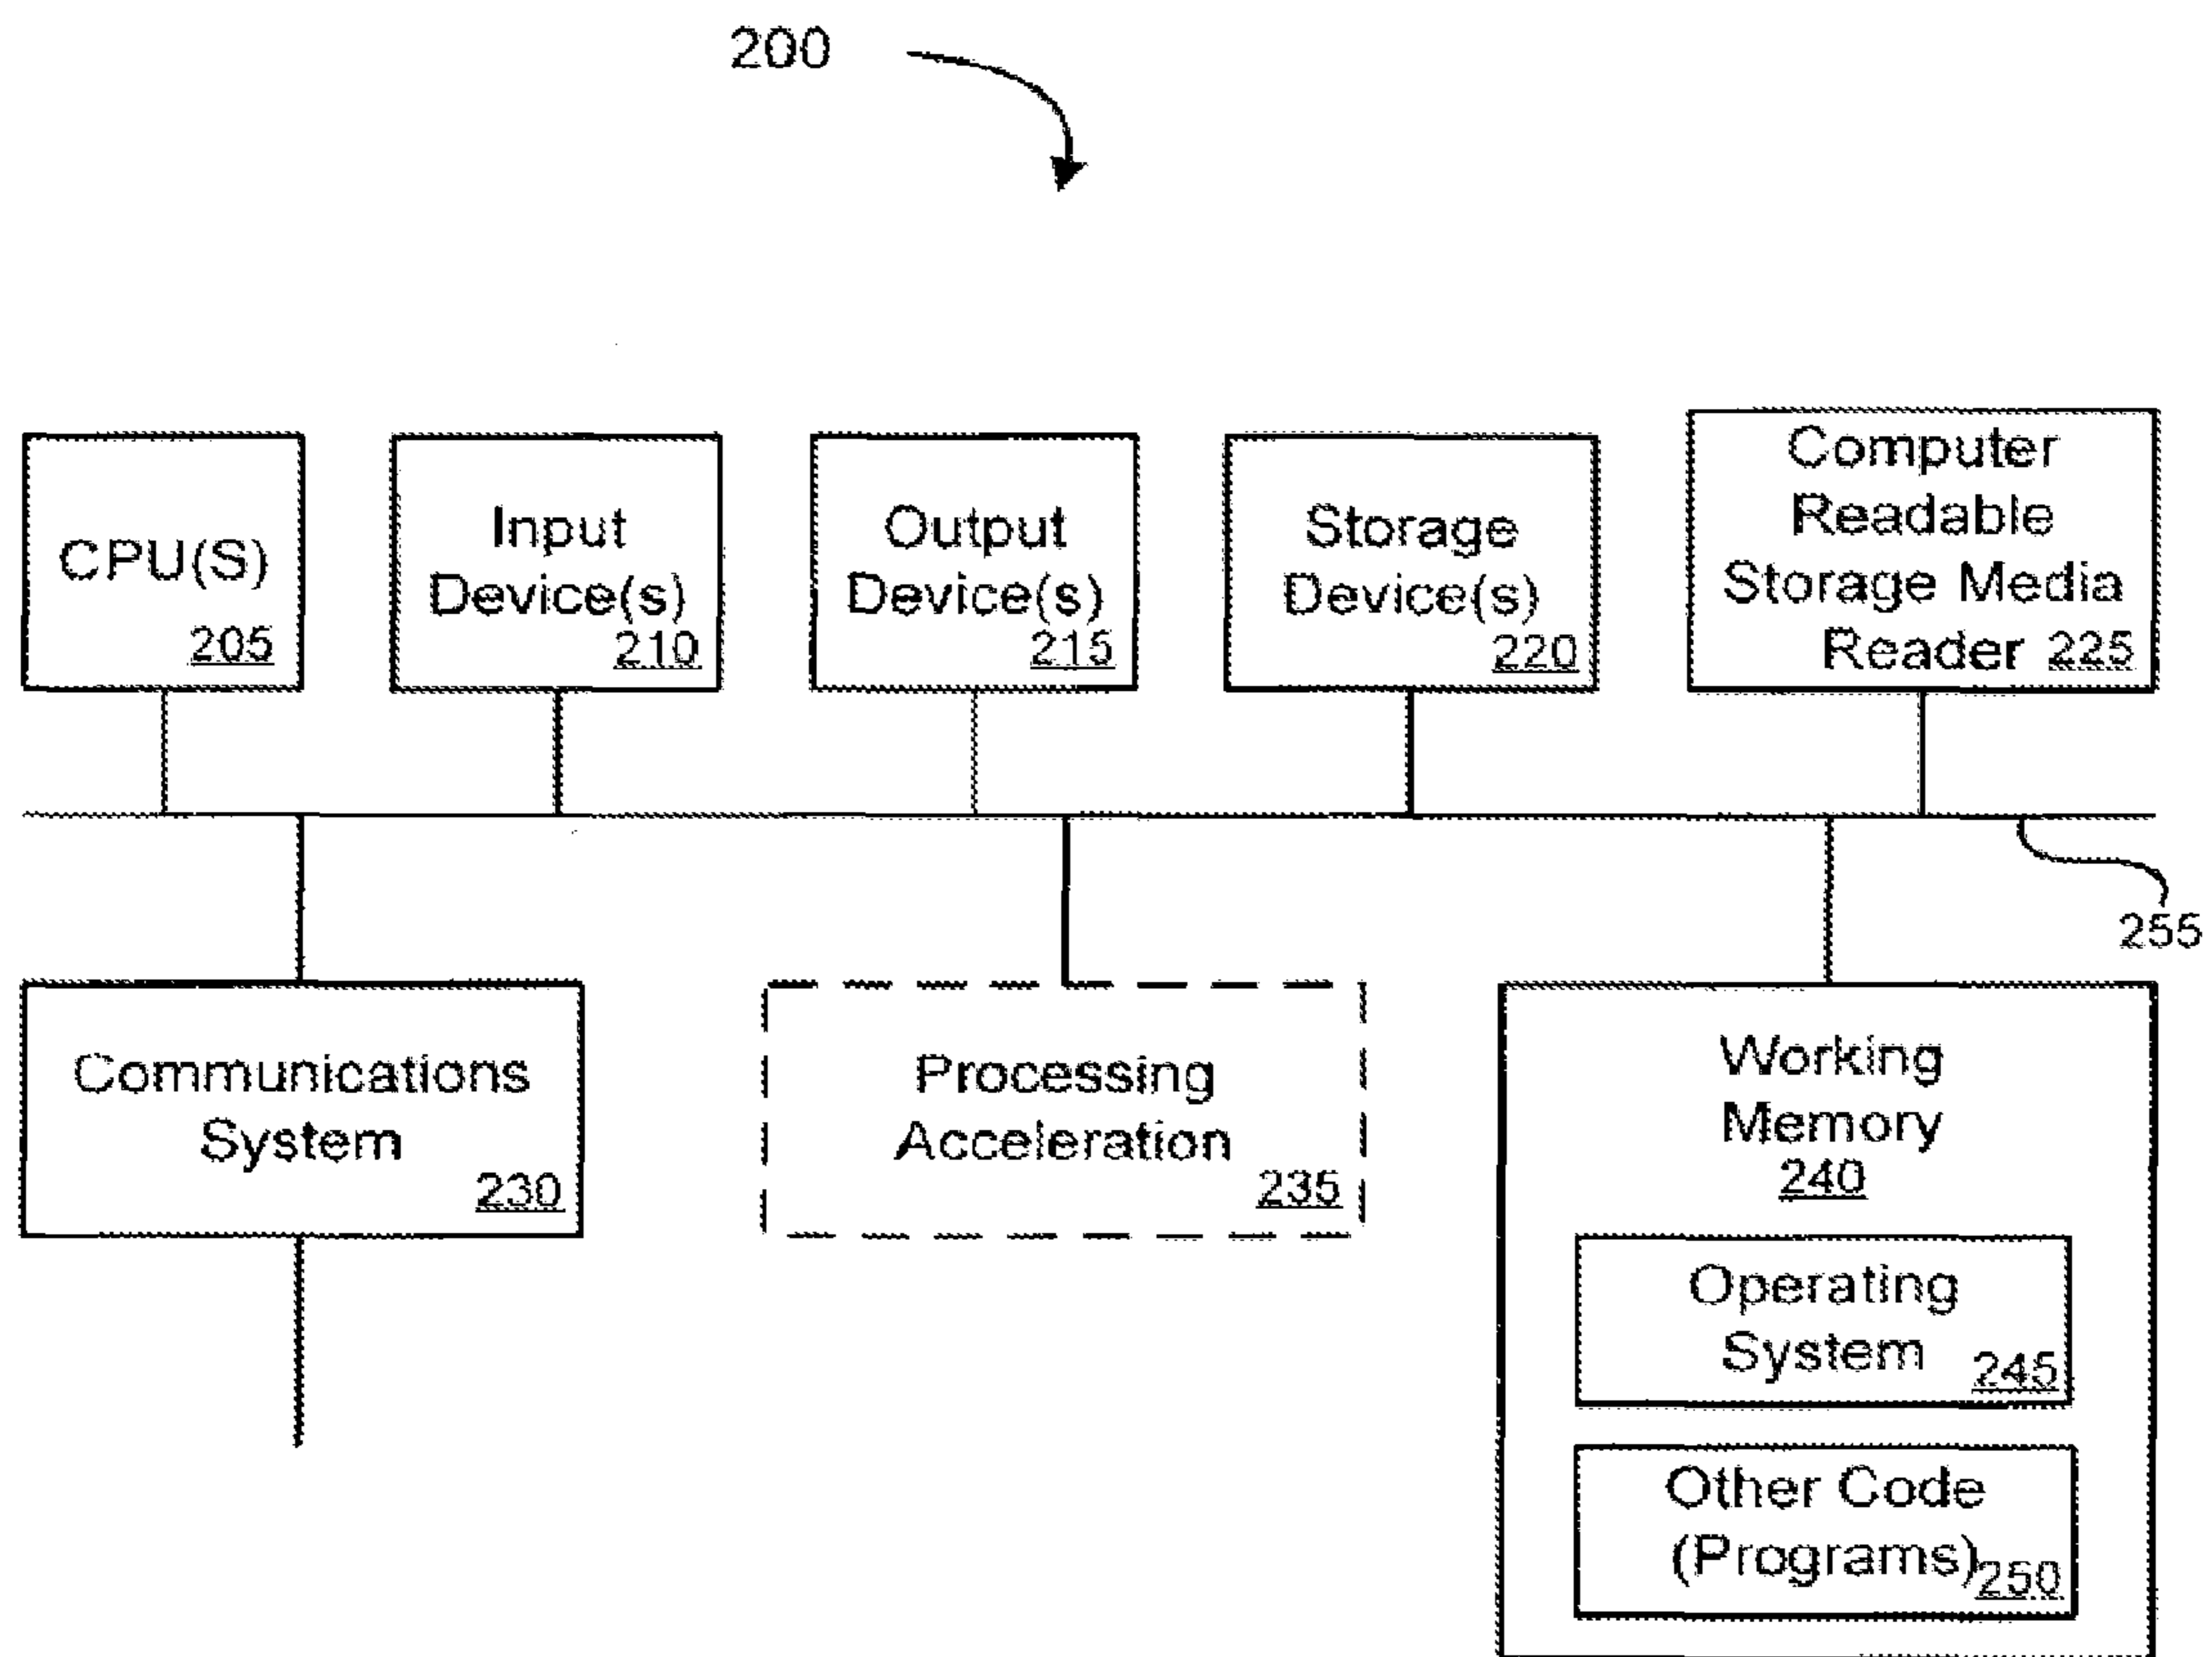 200
CPU(S)
205
Input
Device(s)
210
Output
Device(s)
215
Storage
Device(s)
220
Computer
Readable
Storage Media
Reader 225
255
Communications
System
230
Processing
Acceleration
235
Working
Memory
240
Operating
System
245
Other Code
(Programs)
250